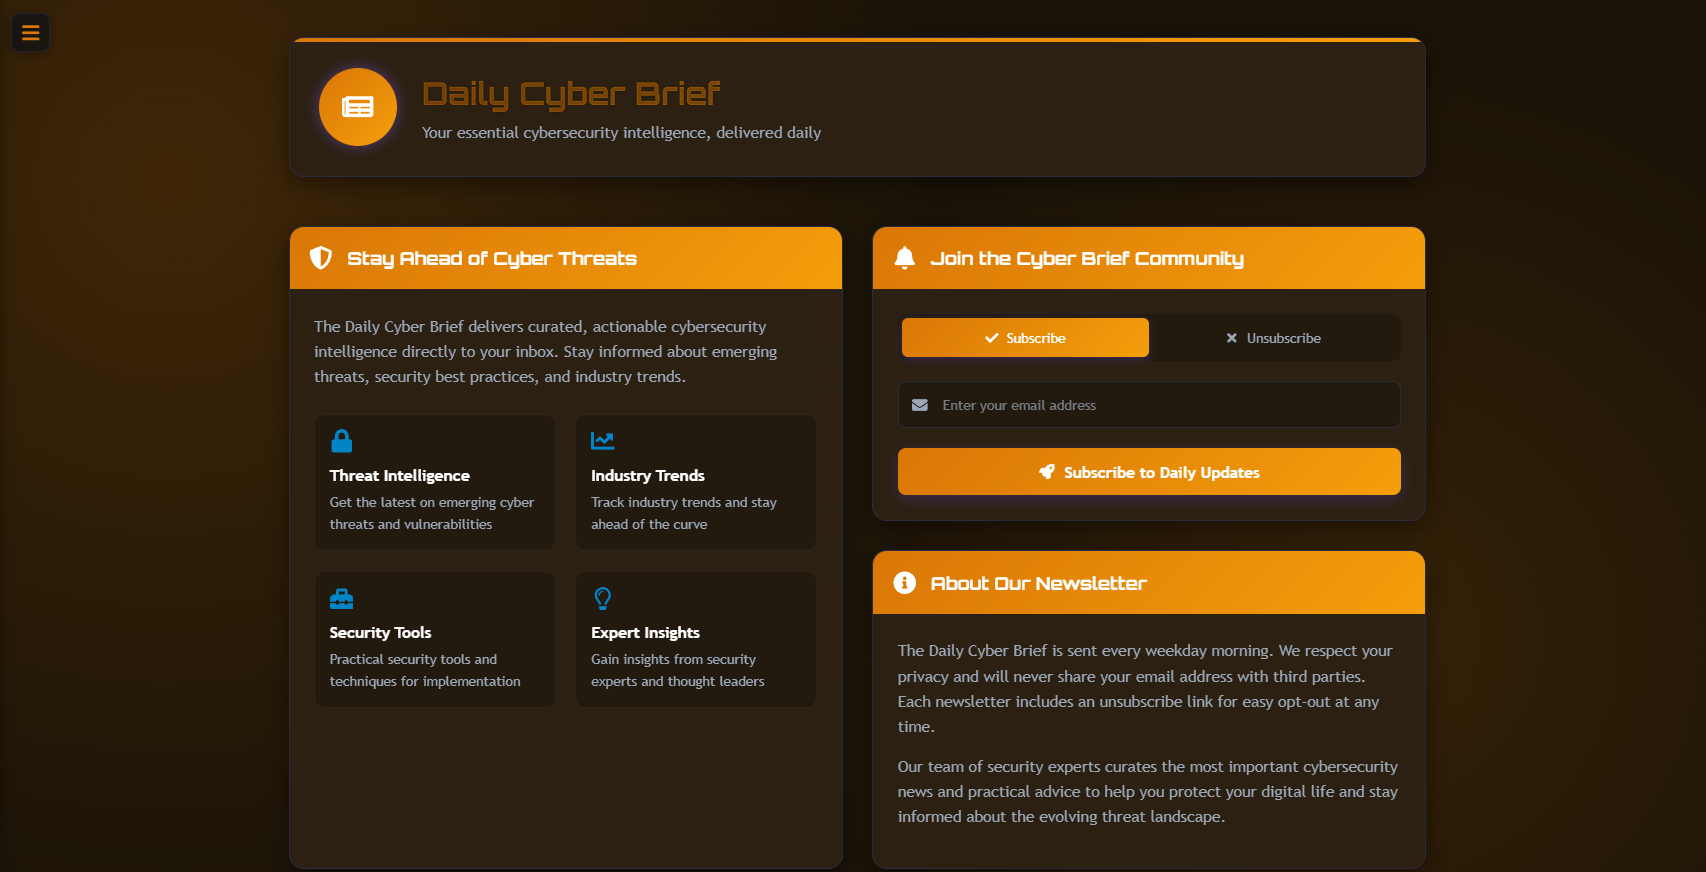 Daily Cyber Brief
Your essential cybersecurity intelligence, delivered daily
Stay Ahead of Cyber Threats
The Daily Cyber Brief delivers curated, actionable cybersecurity
intelligence directly to your inbox. Stay informed about emerging
threats, security best practices, and industry trends.
Threat Intelligence
Get the latest on emerging cyber
threats and vulnerabilities
Industry Trends
Track industry trends and stay
ahead of the curve
Security Tools
Practical security tools and
techniques for implementation
Expert Insights
Gain insights from security
experts and thought leaders
Join the Cyber Brief Community
Subscribe
Unsubscribe
Enter your email address
Subscribe to Daily Updates
About Our Newsletter
The Daily Cyber Brief is sent every weekday morning. We respect your
privacy and will never share your email address with third parties.
Each newsletter includes an unsubscribe link for easy opt-out at any
time.
Our team of security experts curates the most important cybersecurity
news and practical advice to help you protect your digital life and stay
informed about the evolving threat landscape.